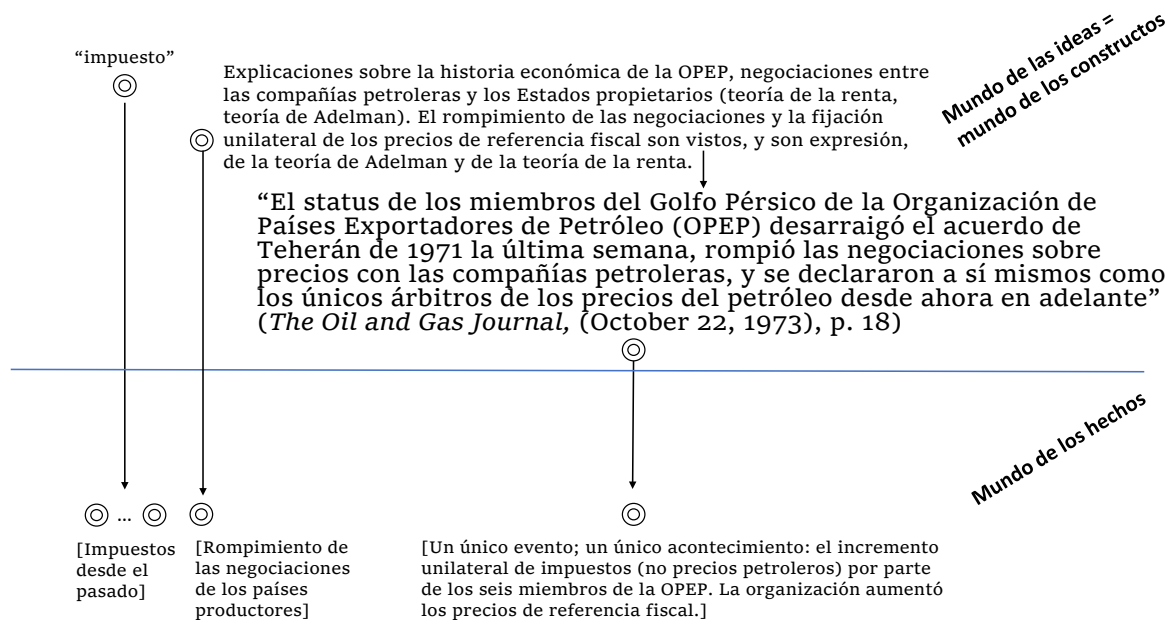 Mundo de las ideas =
mundo de los constructos
“impuesto”
Explicaciones sobre la historia económica de la OPEP, negociaciones entre
las compañías petroleras y los Estados propietarios (teoría de la renta,
teoría de Adelman). El rompimiento de las negociaciones y la fijación
unilateral de los precios de referencia fiscal son vistos, y son expresión,
de la teoría de Adelman y de la teoría de la renta.
“El status de los miembros del Golfo Pérsico de la Organización de
Países Exportadores de Petróleo (OPEP) desarraigó el acuerdo de
Teherán de 1971 la última semana, rompió las negociaciones sobre
precios con las compañías petroleras, y se declararon a sí mismos como
los únicos árbitros de los precios del petróleo desde ahora en adelante”
(The Oil and Gas Journal, (October 22, 1973), p. 18)
Mundo de los hechos
...
[Impuestos
desde el
pasado]
[Rompimiento de
las negociaciones
de los países
productores]
[Un único evento; un único acontecimiento: el incremento
unilateral de impuestos (no precios petroleros) por parte
de los seis miembros de la OPEP. La organización aumentó
los precios de referencia fiscal.]